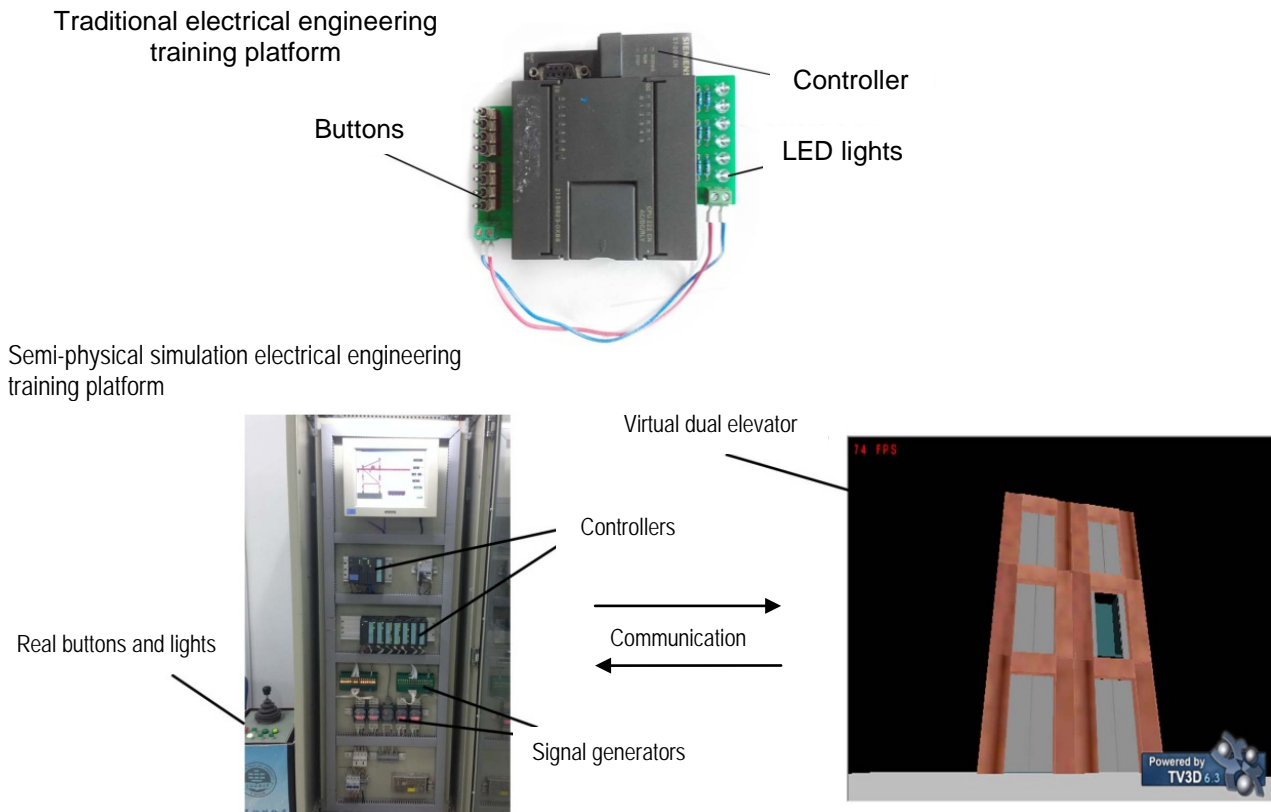 Traditional electrical engineering
training platform
SIEMENS
Controller
Buttons
LED lights
Semi-physical simulation electrical engineering
training platform
Virtual dual elevator
74 FPS
Controllers
Communication
Real buttons and lights
Signal generators
Powered by
TV3D 6.3